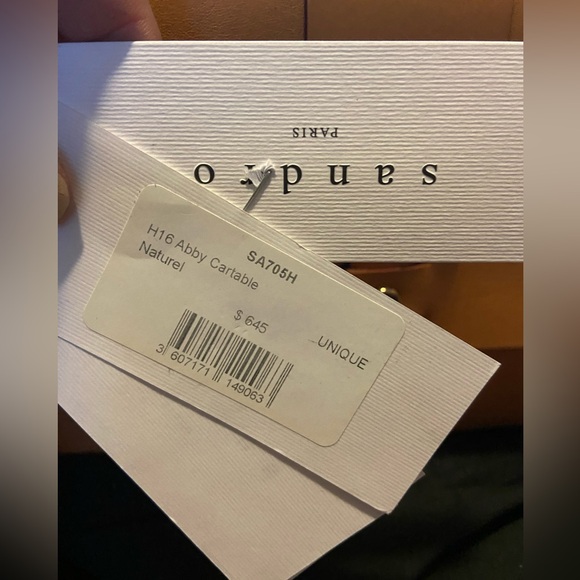 sandro
PARIS
SA705H
H16 Abby Cartable
Naturel
$ 645
UNIQUE
3 607171 149063